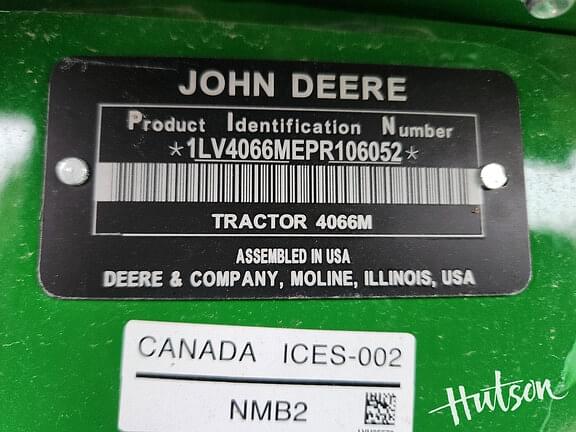 JOHN DEERE
Product Identification Number
*1LV4066MEPR106052*
TRACTOR 4066M
ASSEMBLED IN USA
DEERE & COMPANY, MOLINE, ILLINOIS, USA
CANADA ICES-002
NMB2
Hutson